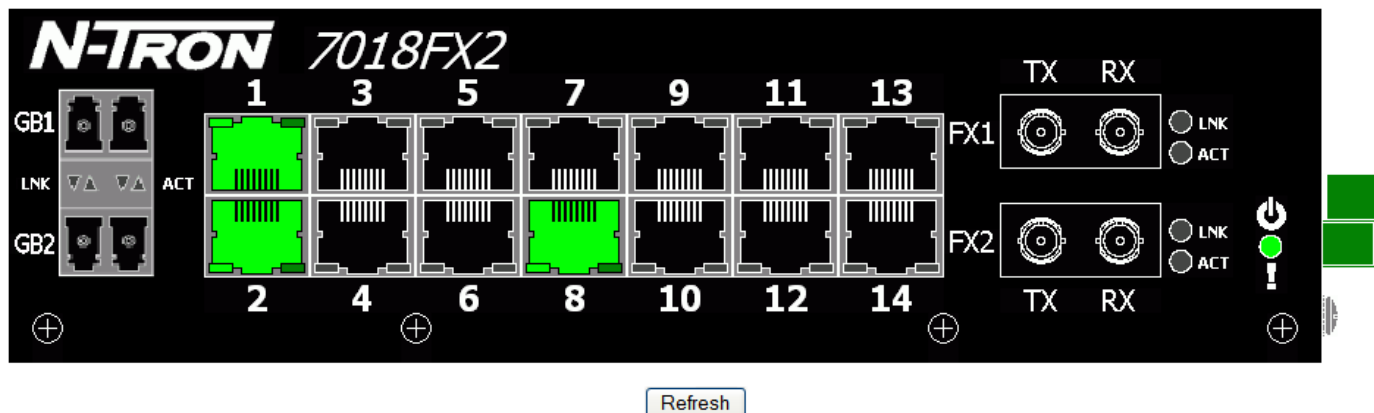 N-TRON 7018FX2
TX RX
1 3 5 7 9 11 13
GB1
FX1
LNK
ACT
LNK ACT
GB2
FX2
LNK
ACT
!
2 4 6 8 10 12 14
TX RX
Refresh